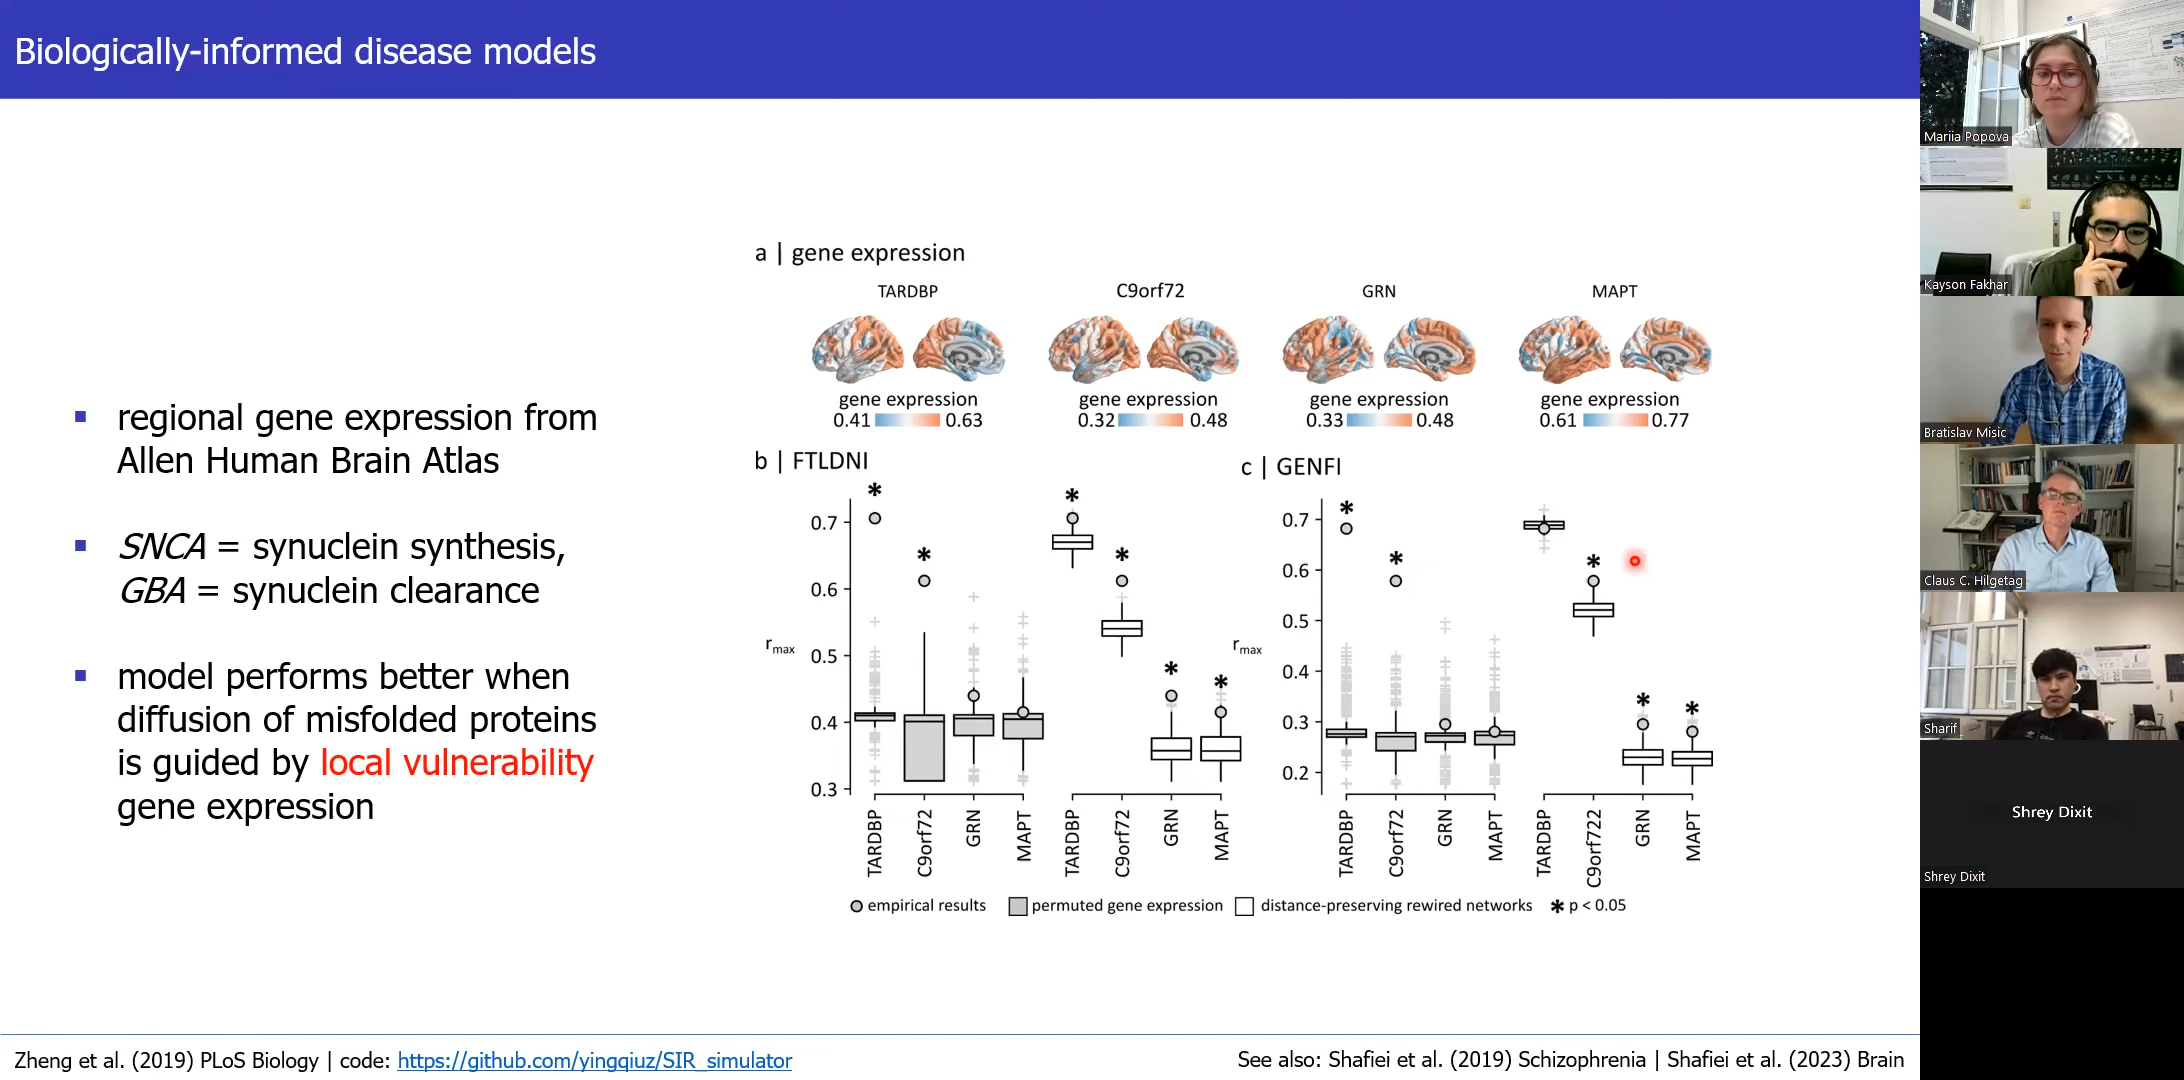 Biologically-informed disease models
regional gene expression from
Allen Human Brain Atlas
SNCA = synuclein synthesis,
GBA = synuclein clearance
model performs better when
diffusion of misfolded proteins
is guided by local vulnerability
gene expression
a | gene expression
TARDBP
C9orf72
GRN
MAPT
gene expression
0.41 0.63
gene expression
0.32 0.48
gene expression
0.33 0.48
gene expression
0.61 0.77
b | FTLDNI
rmax
0.7
0.6
0.5
0.4
0.3
* * * * * *
TARDBP
C9orf72
GRN
MAPT
TARDBP
C9orf72
GRN
MAPT
c | GENFI
rmax
0.7
0.6
0.5
0.4
0.3
0.2
* * * * *
TARDBP
C9orf72
GRN
MAPT
TARDBP
C9orf722
GRN
MAPT
empirical results permuted gene expression distance-preserving rewired networks * p < 0.05
Zheng et al. (2019) PLoS Biology | code: https://github.com/yingqiuz/SIR_simulator
See also: Shafiei et al. (2019) Schizophrenia | Shafiei et al. (2023) Brain
Mariia Popova
Kayson Fakhar
Bratislav Misic
Claus C. Hilgetag
Sharif
Shrey Dixit
Shrey Dixit